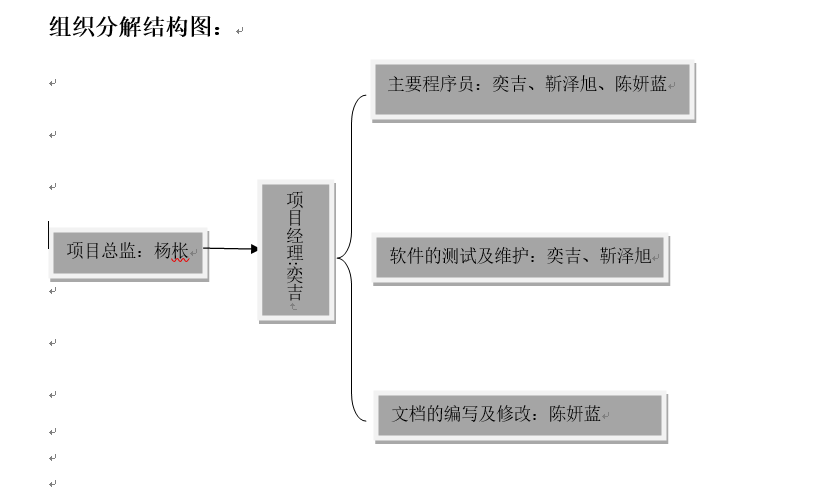 组织分解结构图：
主要程序员：奕吉、靳泽旭、陈妍蓝
项目经理：奕吉
项目总监：杨枨
软件的测试及维护：奕吉、靳泽旭
文档的编写及修改：陈妍蓝